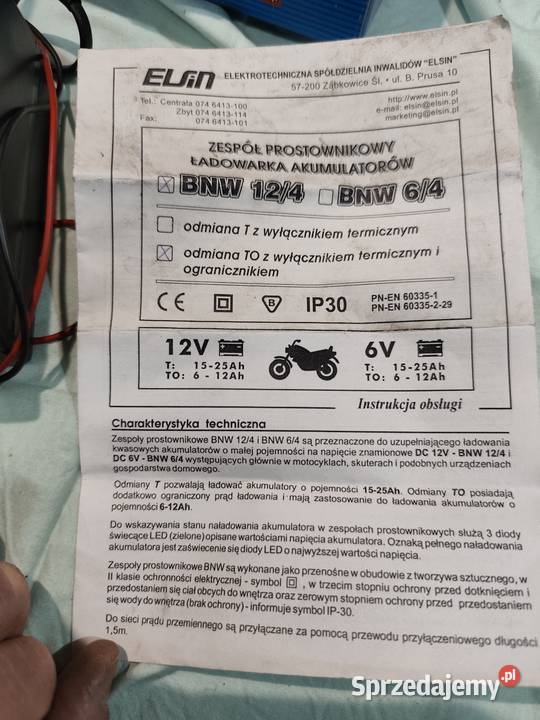 ELSIN
ELEKTROTECHNICZNA SPÓŁDZIELNIA INWALIDÓW "ELSIN"
57-200 Ząbkowice Śl. • ul. B. Prusa 10
Tel.: Centrala 074 6413-100
Zbyt 074 6413-114
Fax: 074 6413-101
http://www.elsin.pl
e-mail: elsin@elsin.pl
marketing@elsin.pl
ZESPÓŁ PROSTOWNIKOWY
ŁADOWARKA AKUMULATORÓW
BNW 12/4 BNW 6/4
odmiana T z wyłącznikiem termicznym
odmiana TO z wyłącznikiem termicznym i
ogranicznikiem
CE B IP30 PN-EN 60335-1
PN-EN 60335-2-29
12V
T: 15-25Ah
TO: 6 - 12Ah
6V
T: 15-25Ah
TO: 6 - 12Ah
Instrukcja obsługi
Charakterystyka techniczna
Zespoły prostownikowe BNW 12/4 i BNW 6/4 są przeznaczone do uzupełniającego ładowania
kwasowych akumulatorów o małej pojemności na napięcie znamionowe DC 12V - BNW 12/4 i
DC 6V - BNW 6/4 występujących głównie w motocyklach, skuterach i podobnych urządzeniach
gospodarstwa domowego.
Odmiany T pozwalają ładować akumulatory o pojemności 15-25Ah. Odmiany TO posiadają
dodatkowo ograniczony prąd ładowania i mają zastosowanie do ładowania akumulatorów o
pojemności 6-12Ah.
Do wskazywania stanu naładowania akumulatora w zespołach prostownikowych służą 3 diody
świecące LED (zielone) opisane wartościami napięcia akumulatora. Oznaką pełnego naładowania
akumulatora jest zaświecenie się diody LED o najwyższej wartości napięcia.
Zespoły prostownikowe BNW są wykonane jako przenośne w obudowie z tworzywa sztucznego, w
II klasie ochronności elektrycznej - symbol , w trzecim stopniu ochrony przed dotknięciem i
przedostaniem się ciał obcych do wnętrza oraz zerowym stopniem ochrony przed przedostaniem
się wody do wnętrza (brak ochrony) - informuje symbol IP-30.
Do sieci prądu przemiennego są przyłączane za pomocą przewodu przyłączeniowego długości
1,5m.
Sprzedajemy.pl